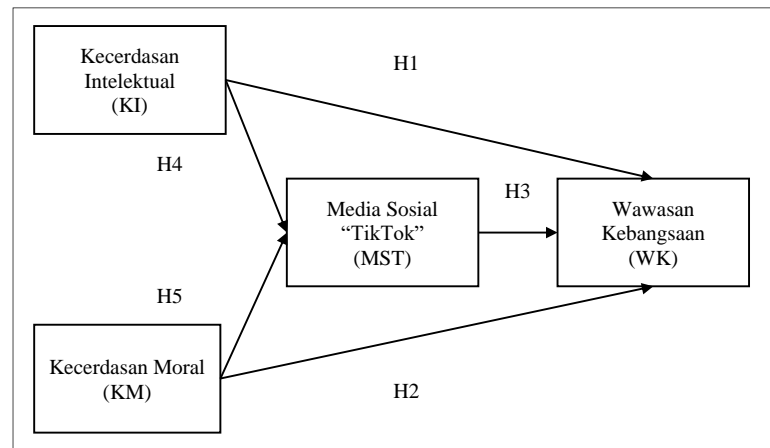 Kecerdasan
Intelektual
(KI)
H1
H4
Media Sosial
“TikTok”
(MST)
H3
Wawasan
Kebangsaan
(WK)
H5
Kecerdasan Moral
(KM)
H2